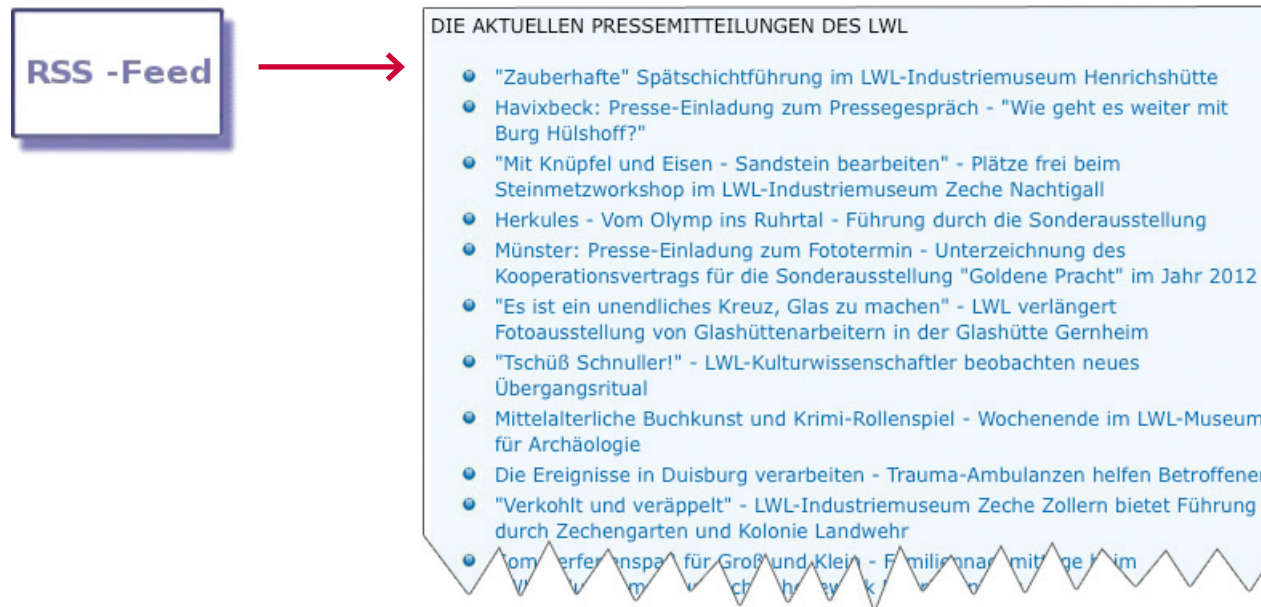 RSS -Feed
DIE AKTUELLEN PRESSEMITTEILUNGEN DES LWL
"Zauberhafte" Spätschichtführung im LWL-Industriemuseum Henrichshütte
Havixbeck: Presse-Einladung zum Pressegespräch - "Wie geht es weiter mit
Burg Hülshoff?"
"Mit Knüpfel und Eisen - Sandstein bearbeiten" - Plätze frei beim
Steinmetzworkshop im LWL-Industriemuseum Zeche Nachtigall
Herkules - Vom Olymp ins Ruhrtal - Führung durch die Sonderausstellung
Münster: Presse-Einladung zum Fototermin - Unterzeichnung des
Kooperationsvertrags für die Sonderausstellung "Goldene Pracht" im Jahr 2012
"Es ist ein unendliches Kreuz, Glas zu machen" - LWL verlängert
Fotoausstellung von Glashüttenarbeitern in der Glashütte Gernheim
"Tschüß Schnuller!" - LWL-Kulturwissenschaftler beobachten neues
Übergangsritual
Mittelalterliche Buchkunst und Krimi-Rollenspiel - Wochenende im LWL-Museum
für Archäologie
Die Ereignisse in Duisburg verarbeiten - Trauma-Ambulanzen helfen
"Verkohlt und veräppelt" - LWL-Industriemuseum Zeche Zollern bietet Führung
durch Zechengarten und Kolonie Landwehr
für Groß und Klein -